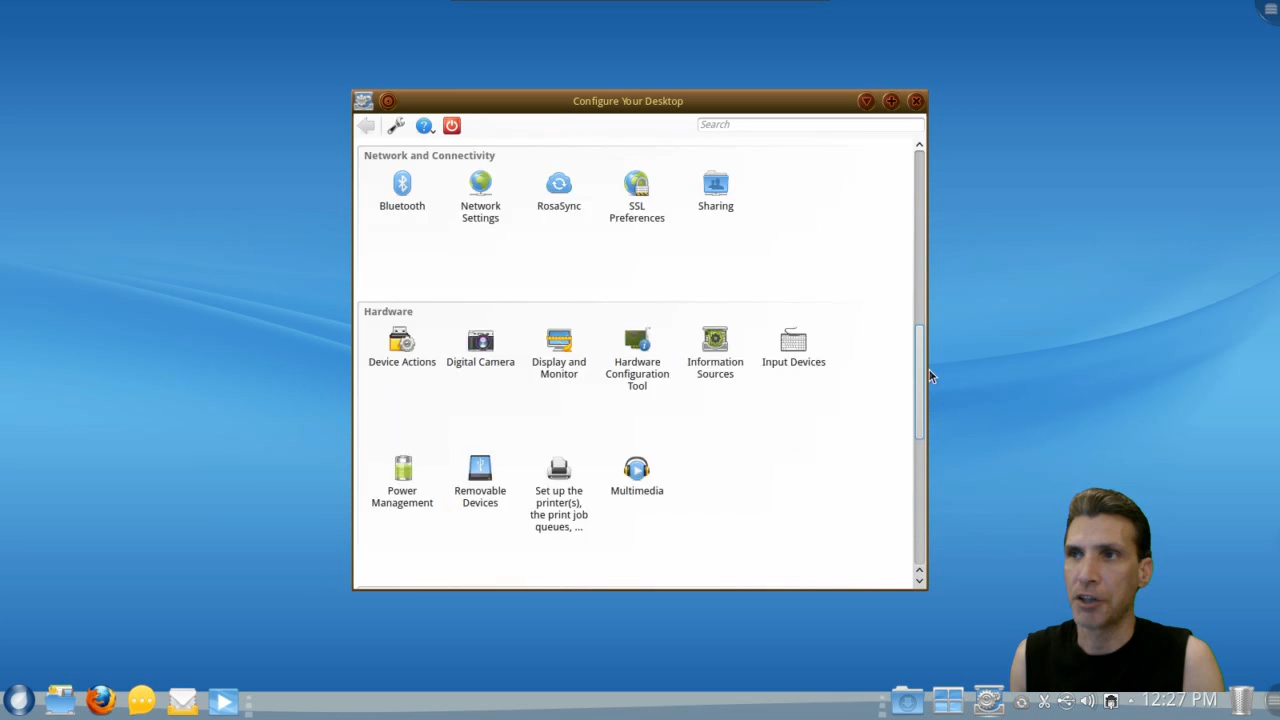 Configure Your Desktop
Search
Network and Connectivity
Bluetooth
Network
Settings
RosaSync
SSL
Preferences
Sharing
Hardware
Device Actions
Digital Camera
Display and
Monitor
Hardware
Configuration
Tool
Information
Sources
Input Devices
Power
Management
Removable
Devices
Set up the
printer(s),
the print job
queues, ...
Multimedia
12:27 PM